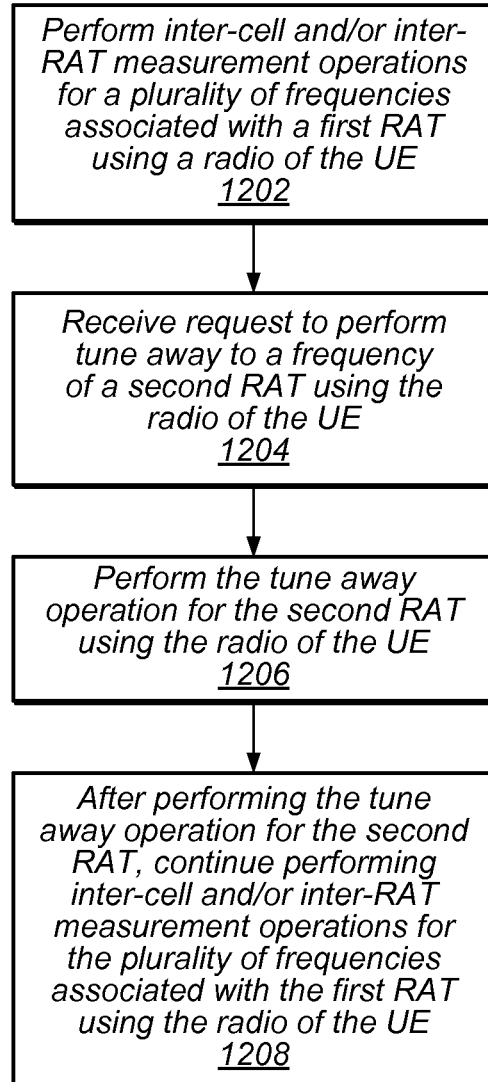 Perform inter-cell and/or inter-
RAT measurement operations
for a plurality of frequencies
associated with a first RAT
using a radio of the UE
1202
Receive request to perform
tune away to a frequency
of a second RAT using the
radio of the UE
1204
Perform the tune away
operation for the second RAT
using the radio of the UE
1206
After performing the tune
away operation for the second
RAT, continue performing
inter-cell and/or inter-RAT
measurement operations for
the plurality of frequencies
associated with the first RAT
using the radio of the UE
1208